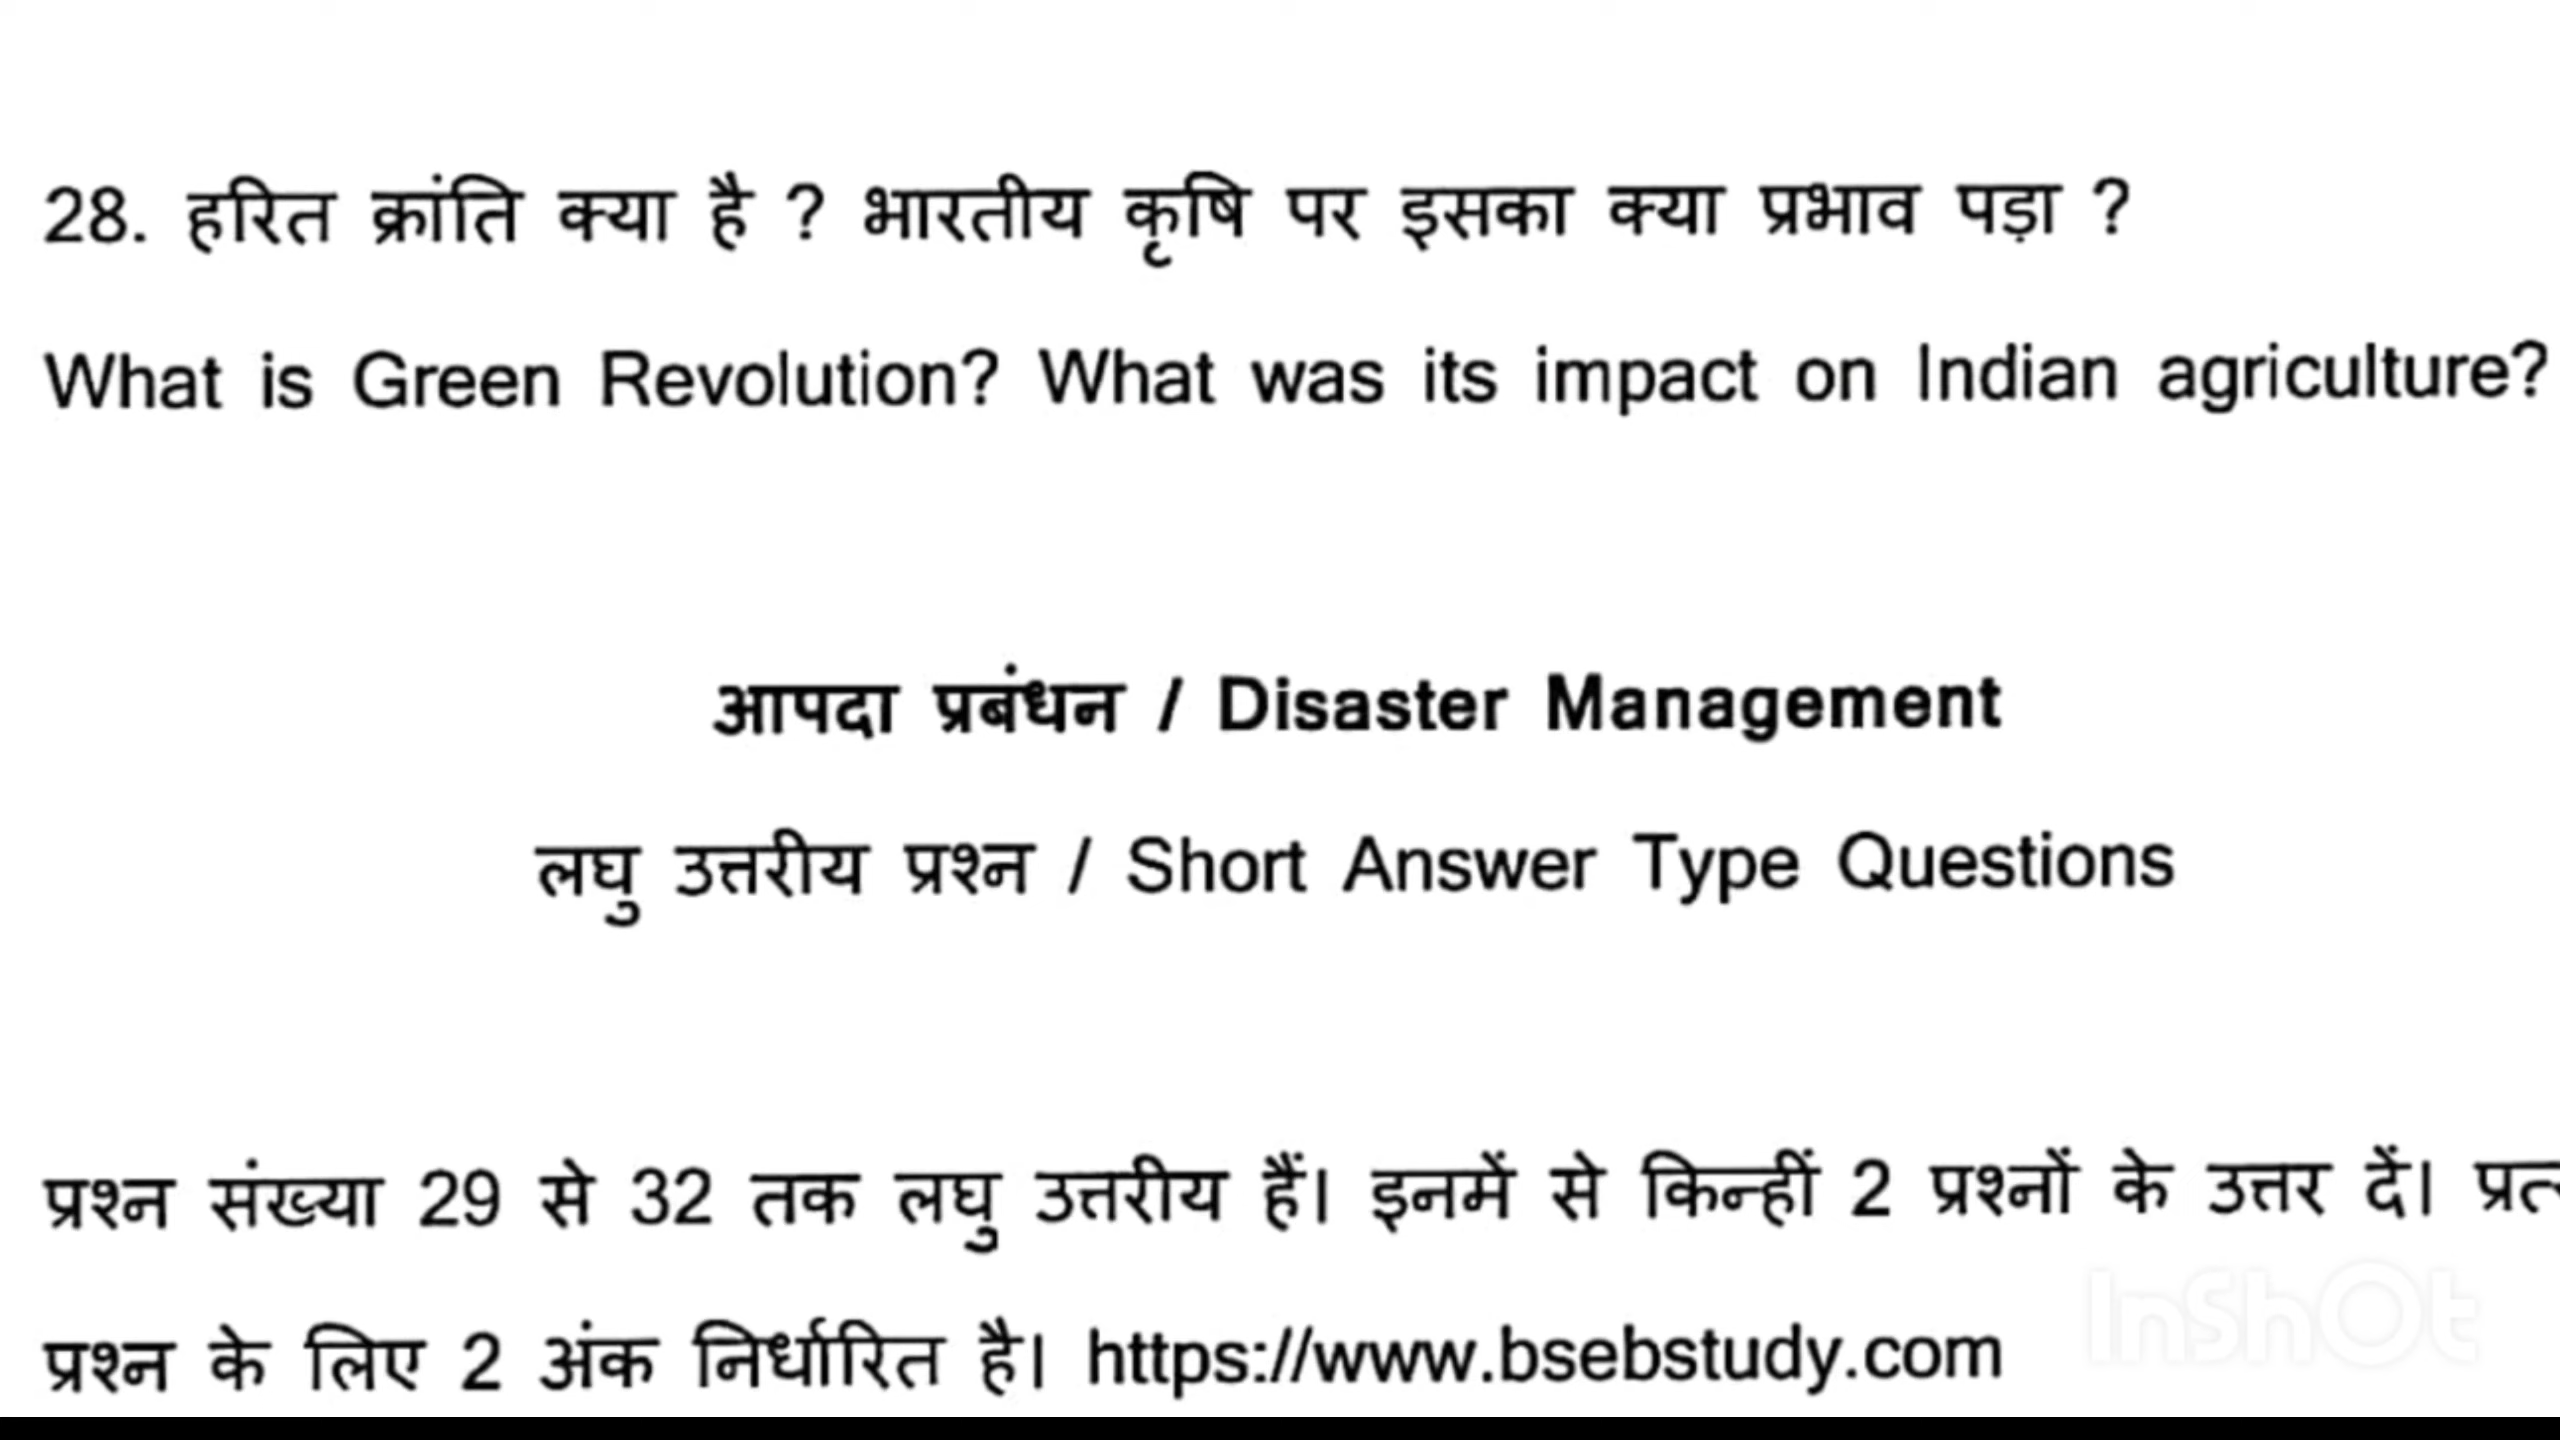 28. हरित क्रांति क्या है ? भारतीय कृषि पर इसका क्या प्रभाव पड़ा ?
What is Green Revolution? What was its impact on Indian agriculture?
आपदा प्रबंधन / Disaster Management
लघु उत्तरीय प्रश्न / Short Answer Type Questions
प्रश्न संख्या 29 से 32 तक लघु उत्तरीय हैं। इनमें से किन्हीं 2 प्रश्नों के उत्तर दें।
प्रश्न के लिए 2 अंक निर्धारित है। https://www.bsebstudy.com
InShOt